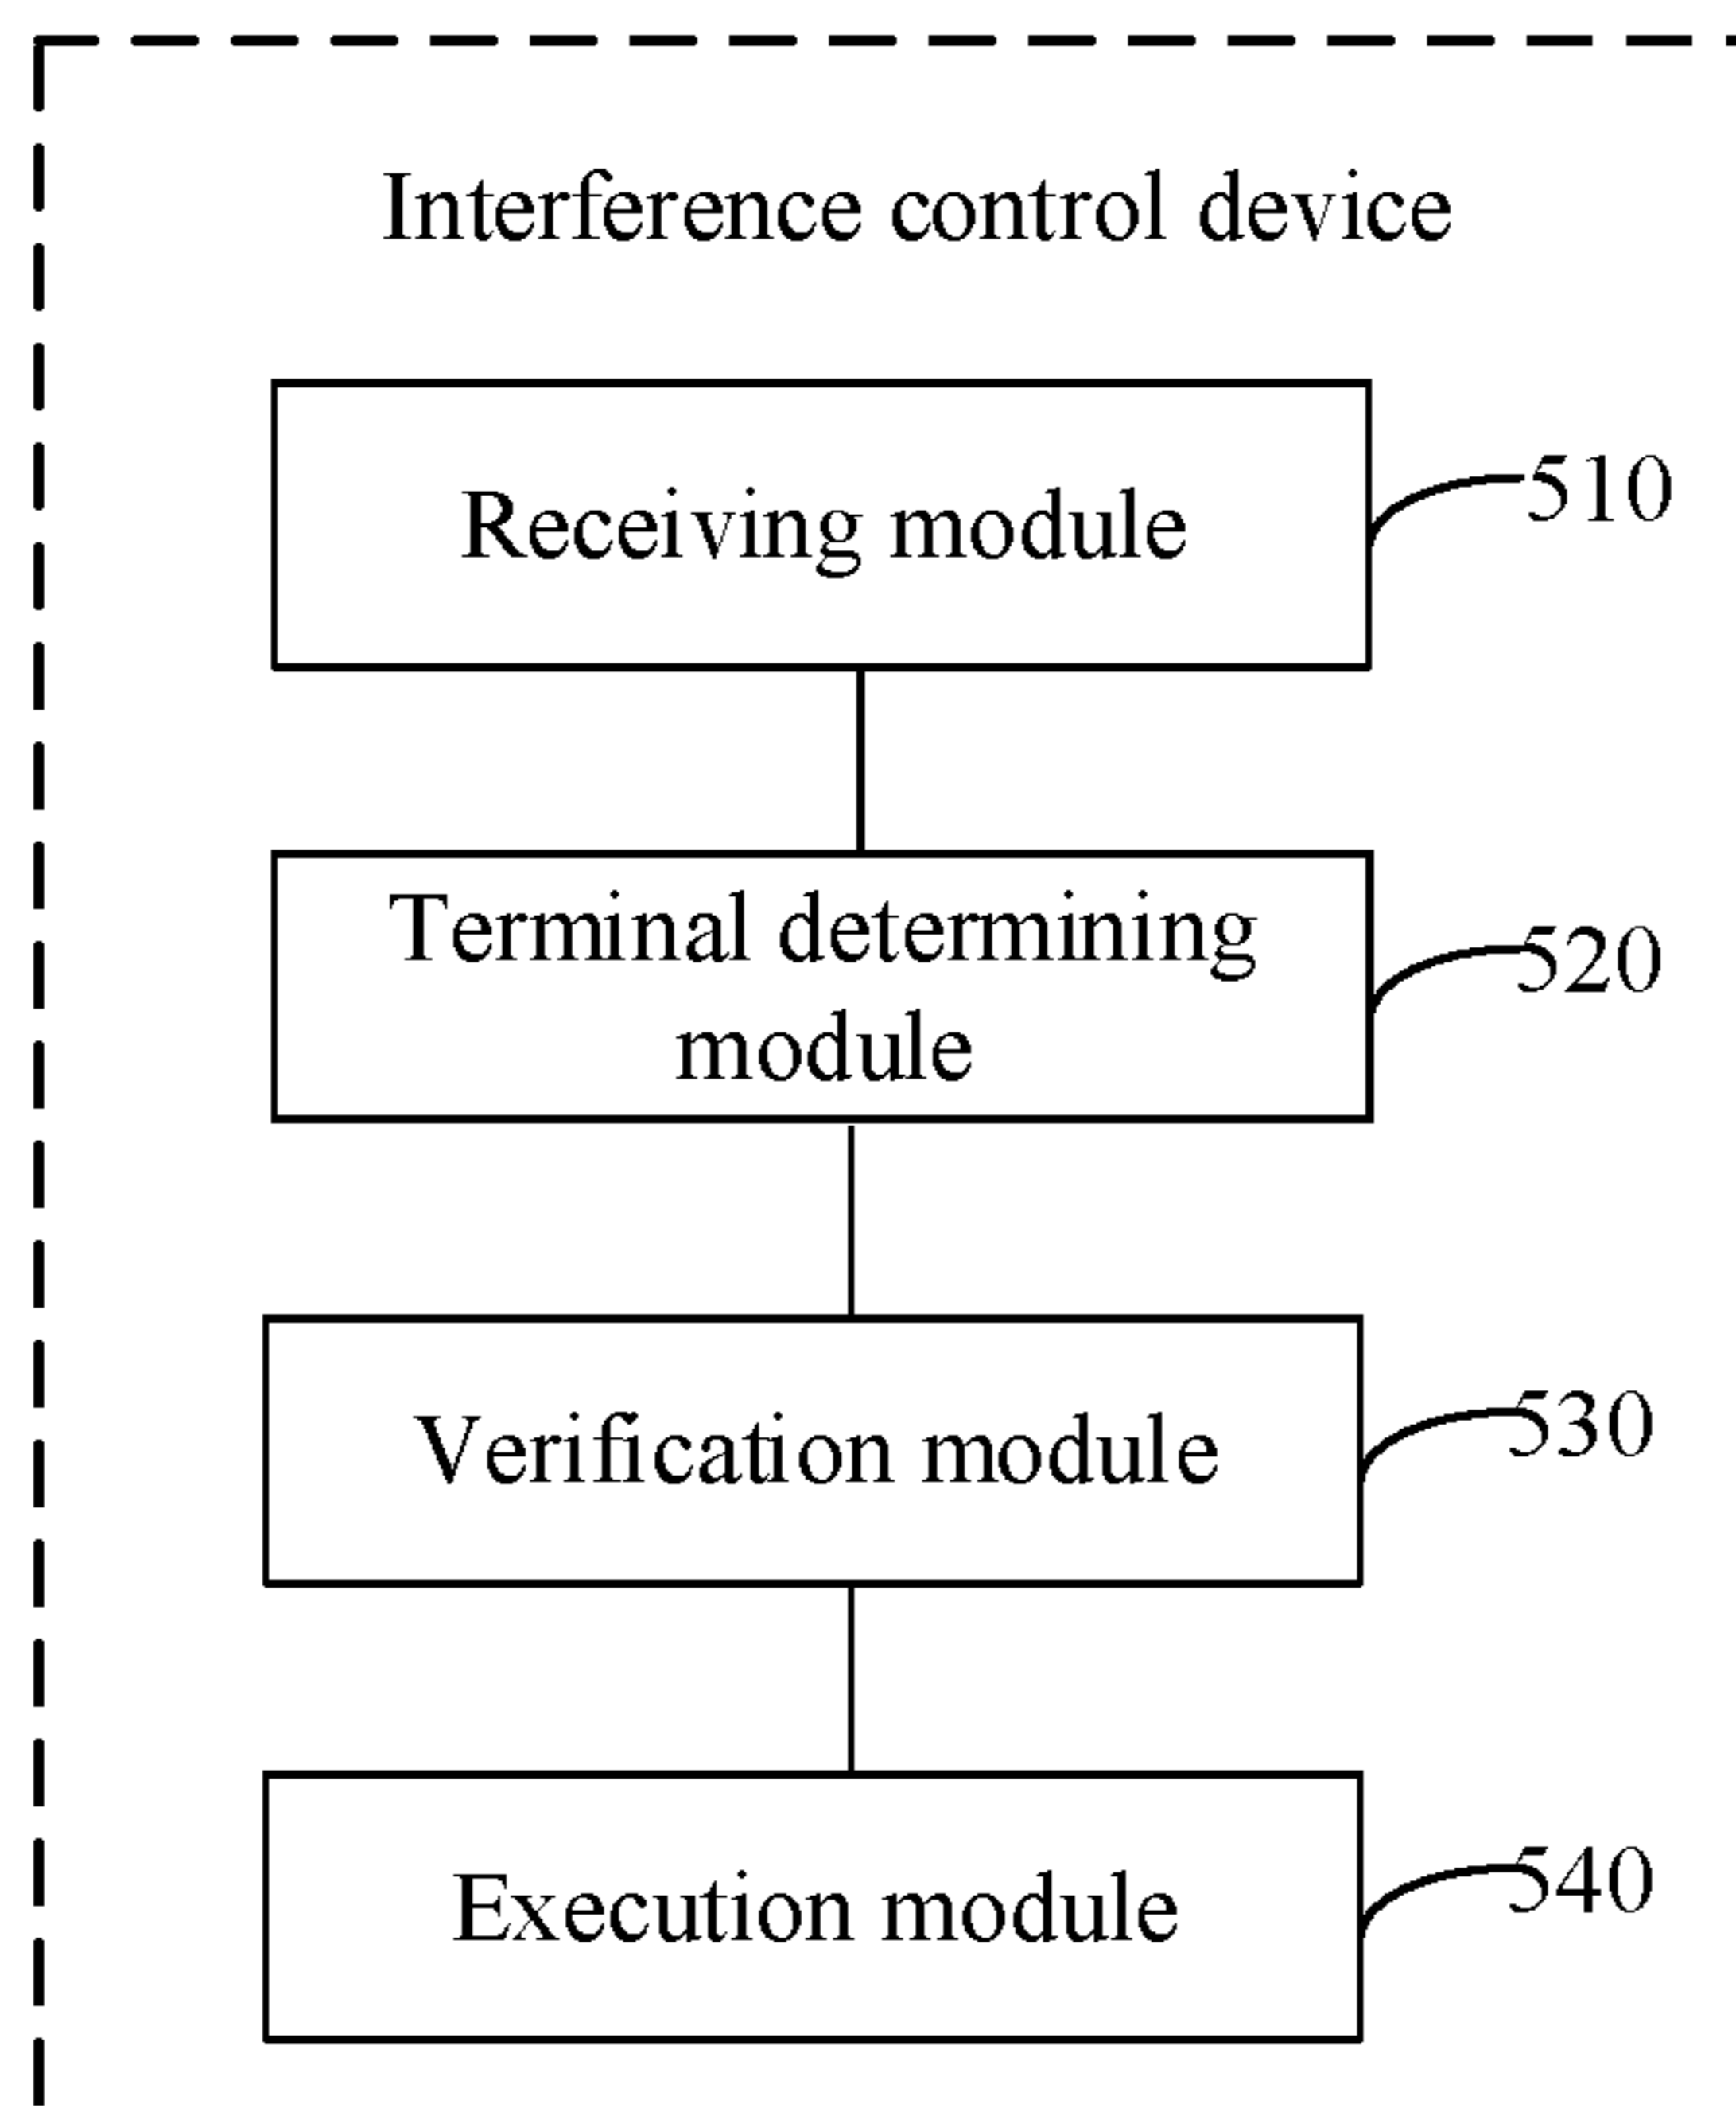 Interference control device
Receiving module
510
Terminal determining
module
520
Verification module
530
Execution module
540